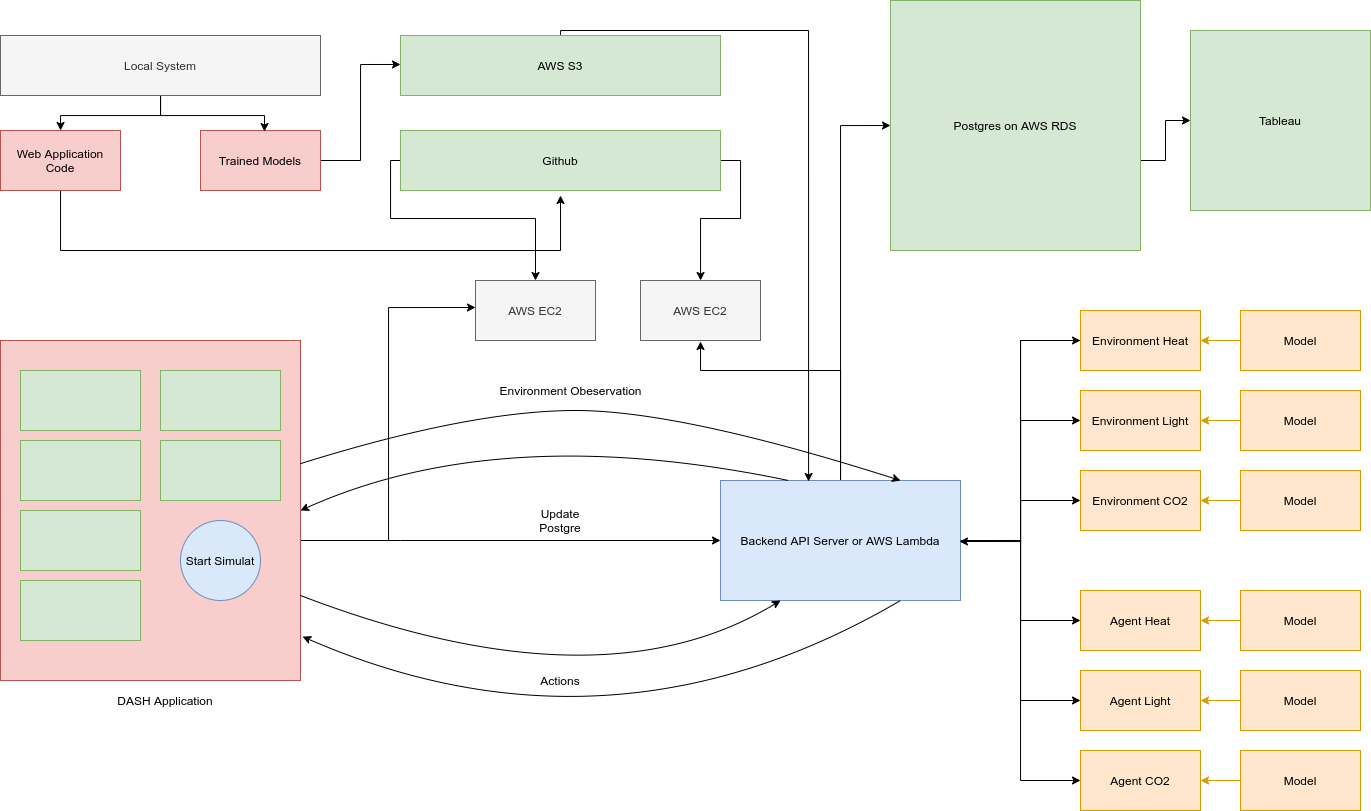 Local System
AWS S3
Postgres on AWS RDS
Tableau
Web Application
Code
Trained Models
Github
AWS EC2
AWS EC2
Environment Heat
Model
Environment Obeservation
Environment Light
Model
Environment CO2
Model
Update
Postgre
Backend API Server or AWS Lambda
Start Simulat
Agent Heat
Model
Actions
DASH Application
Agent Light
Model
Agent CO2
Model